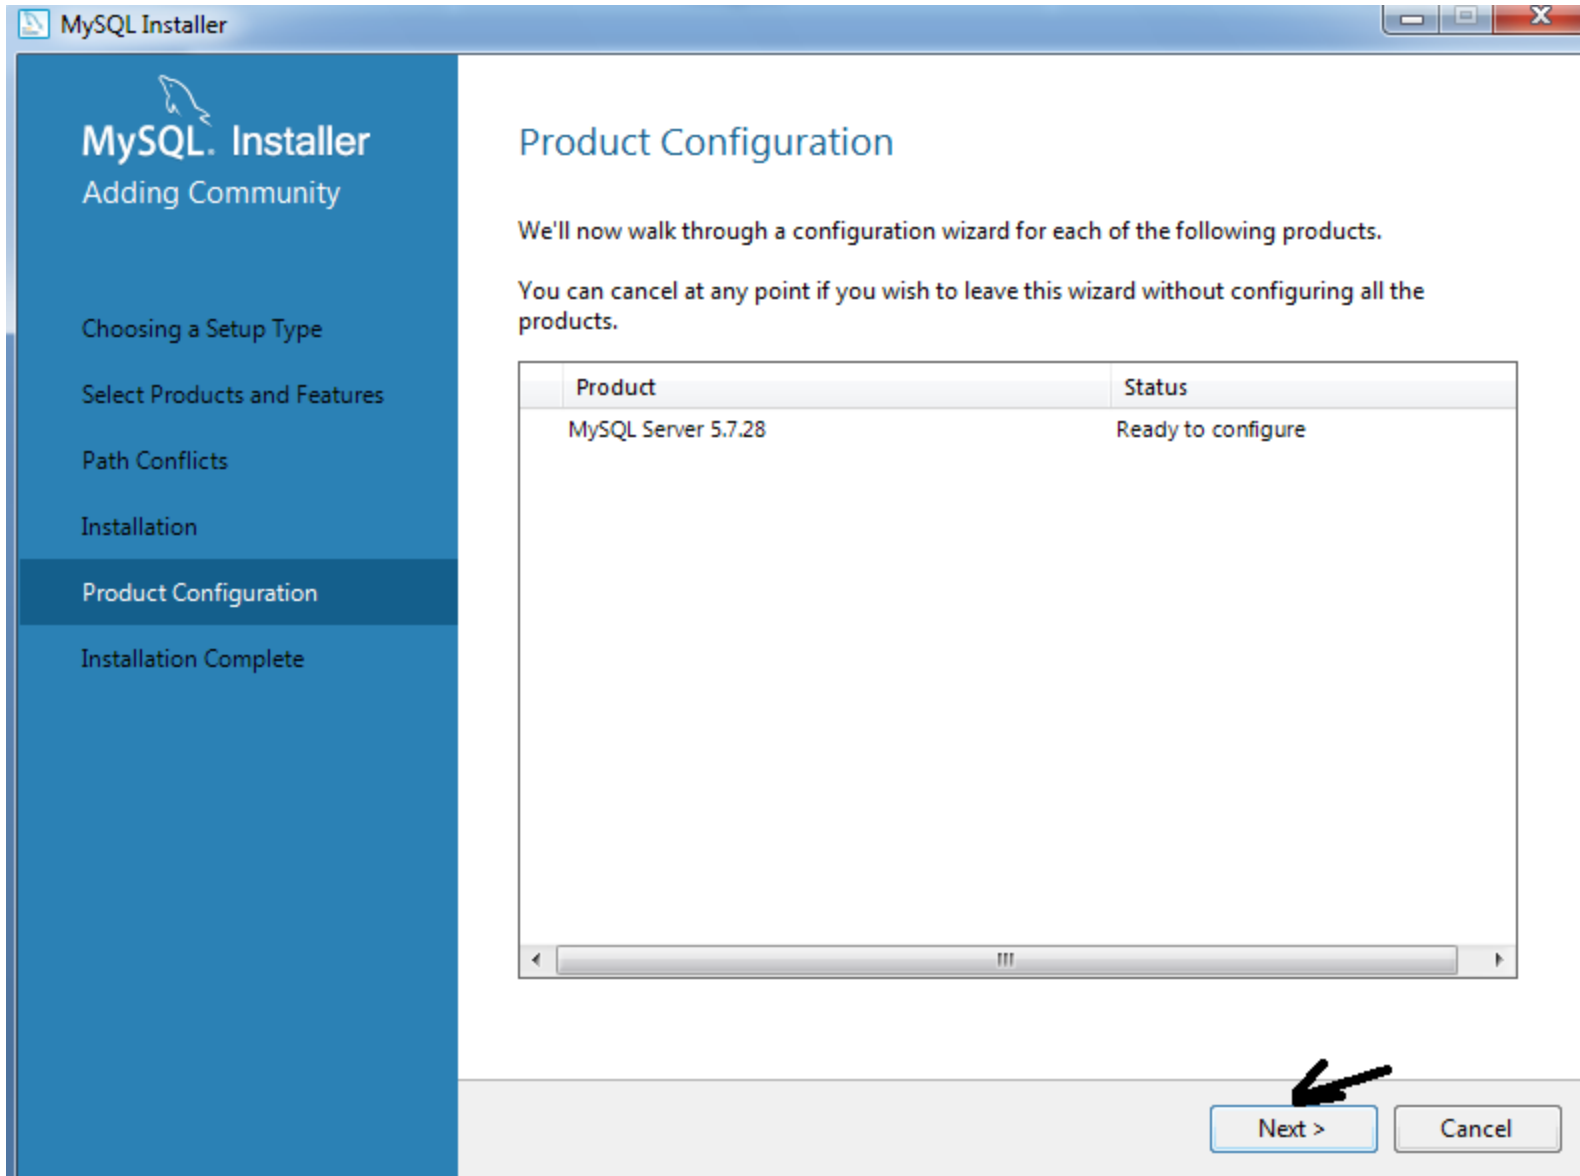 MySQL Installer
MySQL. Installer
Adding Community
Choosing a Setup Type
Select Products and Features
Path Conflicts
Installation
Product Configuration
Installation Complete
Product Configuration
We'll now walk through a configuration wizard for each of the following products.
You can cancel at any point if you wish to leave this wizard without configuring all the
products.
Product Status
MySQL Server 5.7.28 Ready to configure
Next > Cancel